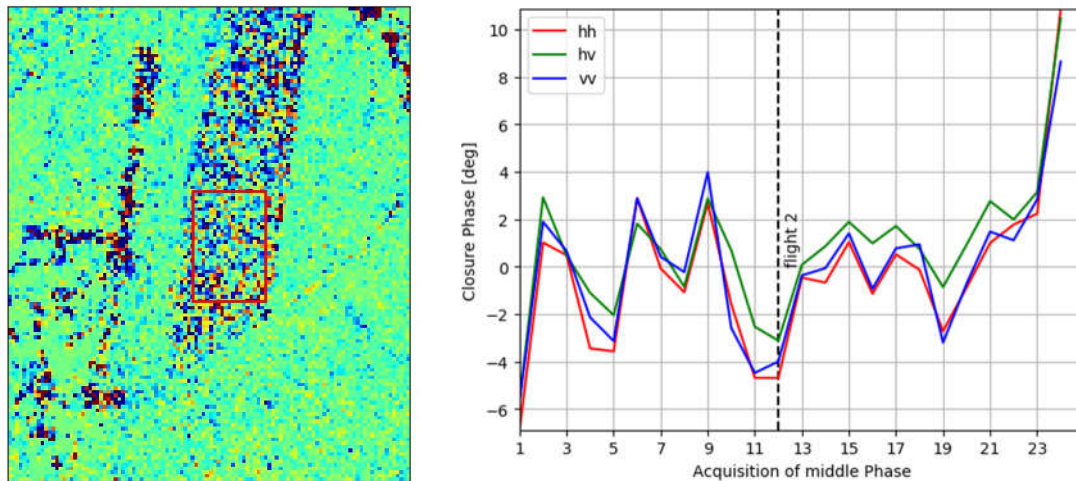 hh
hv
vv
10
8
6
4
2
0
−2
−4
−6
Closure Phase [deg]
flight 2
1 3 5 7 9 11 13 15 17 19 21 23
Acquisition of middle Phase